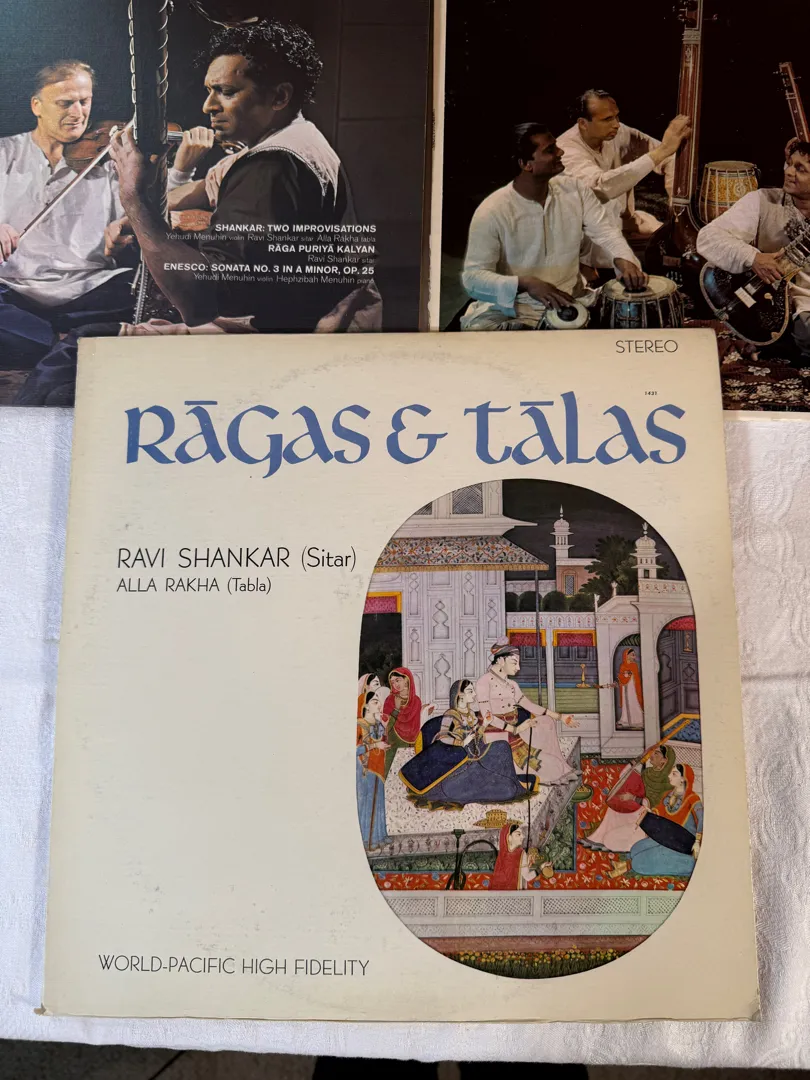 SHANKAR: TWO IMPROVISATIONS
Yehudi Menuhin violin Ravi Shankar sitar Alla Rakha tabla
RĀGA PURIYĀ KALYAN
Ravi Shankar sitar
ENESCO: SONATA NO. 3 IN A MINOR, OP. 25
Yehudi Menuhin violin Hephzibah Menuhin piano
STEREO
1421
RĀGAS & TĀLAS
RAVI SHANKAR (Sitar)
ALLA RAKHA (Tabla)
WORLD-PACIFIC HIGH FIDELITY